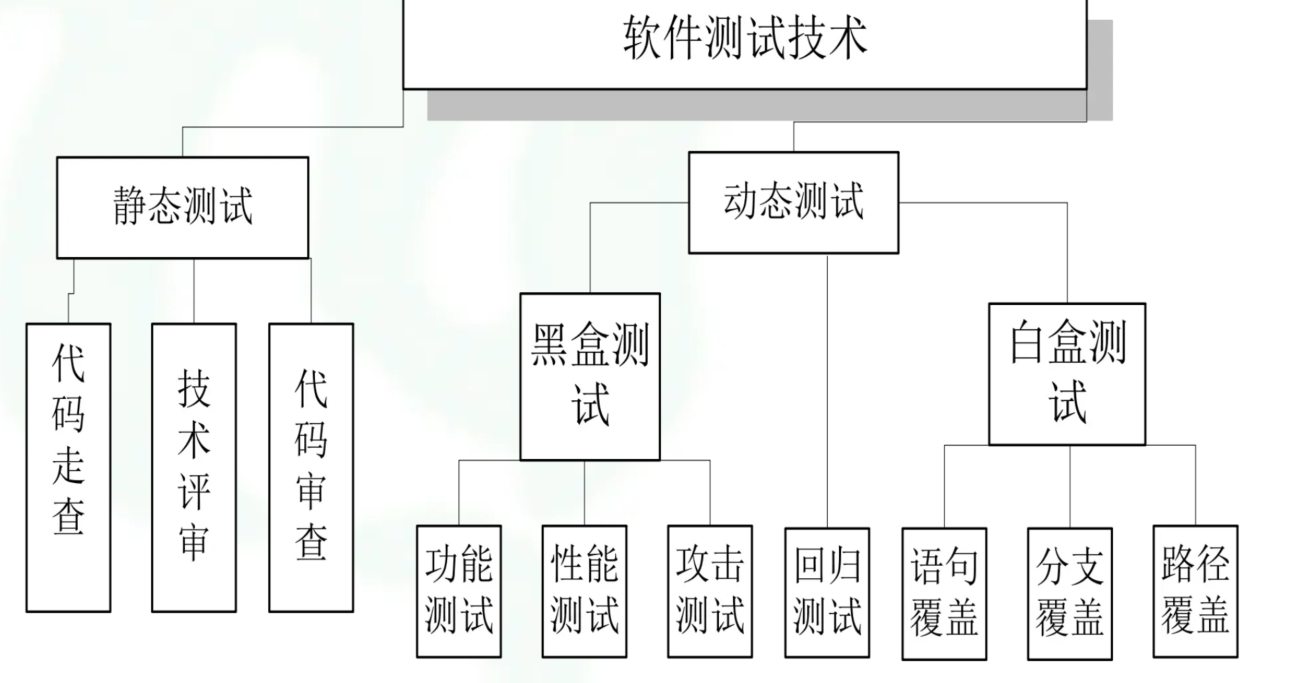 软件测试技术
静态测试
动态测试
代
码
走
查
技
术
评
审
代
码
审
查
黑盒测
试
白盒测
试
功能
测试
性能
测试
攻击
测试
回归
测试
语句
覆盖
分支
覆盖
路径
覆盖